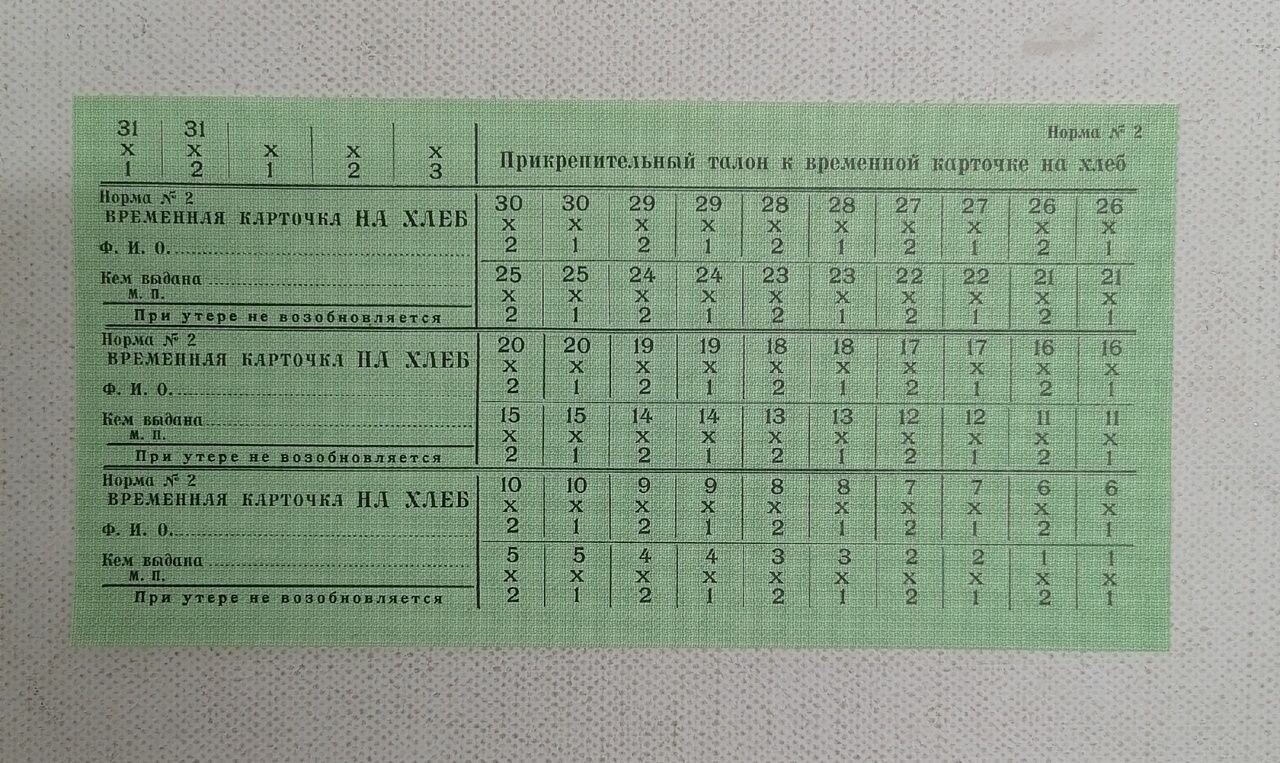 31 31
х х х х х
1 2 1 2 3
Норма № 2
Прикрепительный талон к временной карточке на хлеб
Норма № 2
ВРЕМЕННАЯ КАРТОЧКА НА ХЛЕБ
Ф. И. О.
Кем выдана
М. П.
При утере не возобновляется
30 30 29 29 28 28 27 27 26 26
х х х х х х х х х х
2 1 2 1 2 1 2 1 2 1
25 25 24 24 23 23 22 22 21 21
х х х х х х х х х х
2 1 2 1 2 1 2 1 2 1
Норма № 2
ВРЕМЕННАЯ КАРТОЧКА НА ХЛЕБ
Ф. И. О.
Кем выдана
М. П.
При утере не возобновляется
20 20 19 19 18 18 17 17 16 16
х х х х х х х х х х
2 1 2 1 2 1 2 1 2 1
15 15 14 14 13 13 12 12 11 11
х х х х х х х х х х
2 1 2 1 2 1 2 1 2 1
Норма № 2
ВРЕМЕННАЯ КАРТОЧКА НА ХЛЕБ
Ф. И. О.
Кем выдана
М. П.
При утере не возобновляется
10 10 9 9 8 8 7 7 6 6
х х х х х х х х х х
2 1 2 1 2 1 2 1 2 1
5 5 4 4 3 3 2 2 1 1
х х х х х х х х х х
2 1 2 1 2 1 2 1 2 1